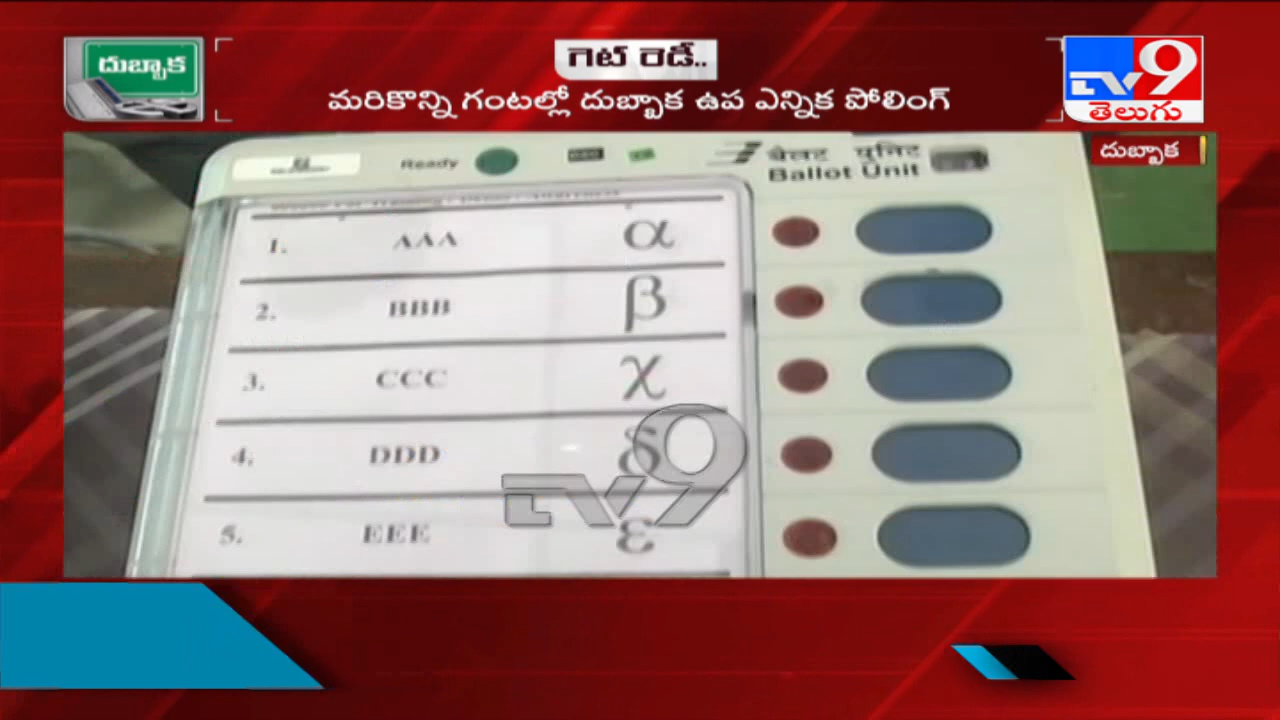 దుబ్బాక
గెట్ రెడీ..
మరికొన్ని గంటల్లో దుబ్బాక ఉప ఎన్నిక పోలింగ్
TV9
తెలుగు
దుబ్బాక
Ready
बैलट यूनिट
Ballot Unit
1. AAA α
2. BBB β
3. CCC χ
4. DDD δ
5. EEE ε
TV9